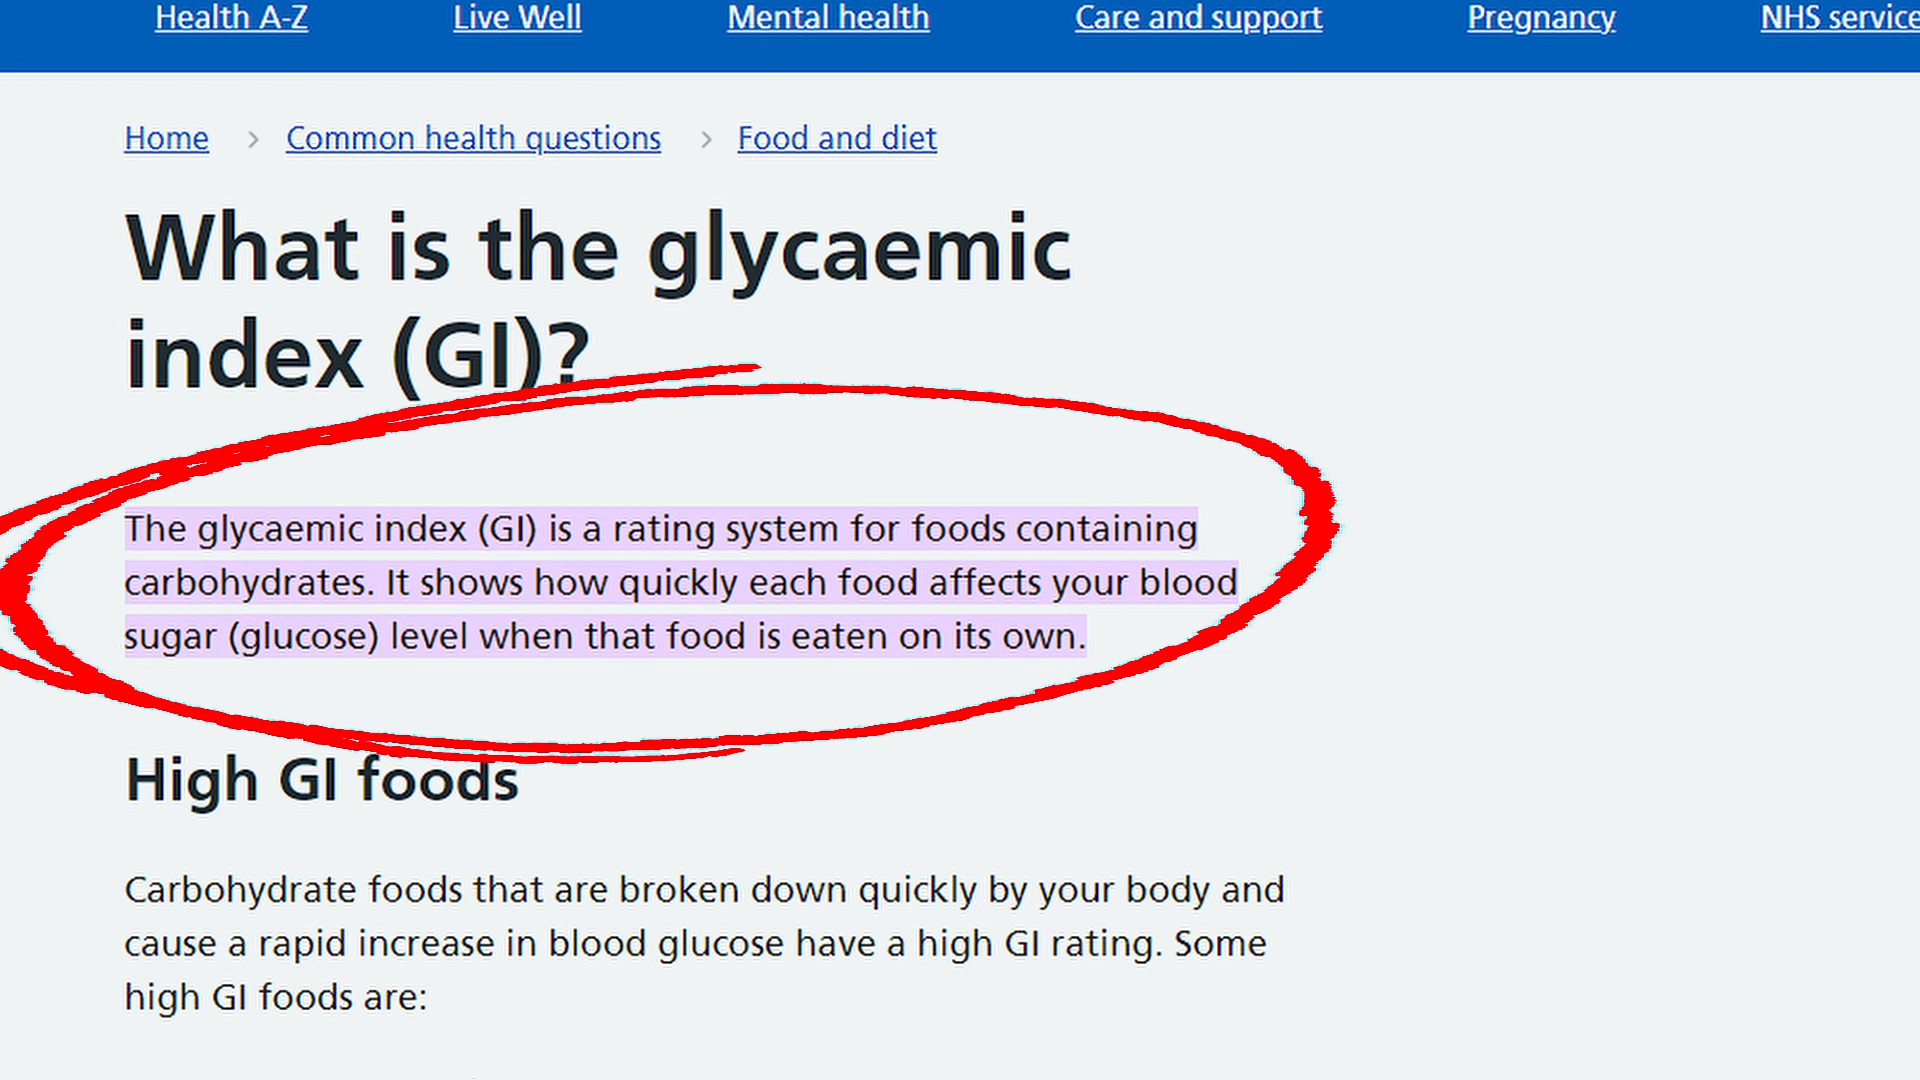 Health A-Z Live Well Mental health Care and support Pregnancy NHS service
Home > Common health questions > Food and diet
What is the glycaemic
index (GI)?
The glycaemic index (GI) is a rating system for foods containing
carbohydrates. It shows how quickly each food affects your blood
sugar (glucose) level when that food is eaten on its own.
High GI foods
Carbohydrate foods that are broken down quickly by your body and
cause a rapid increase in blood glucose have a high GI rating. Some
high GI foods are: